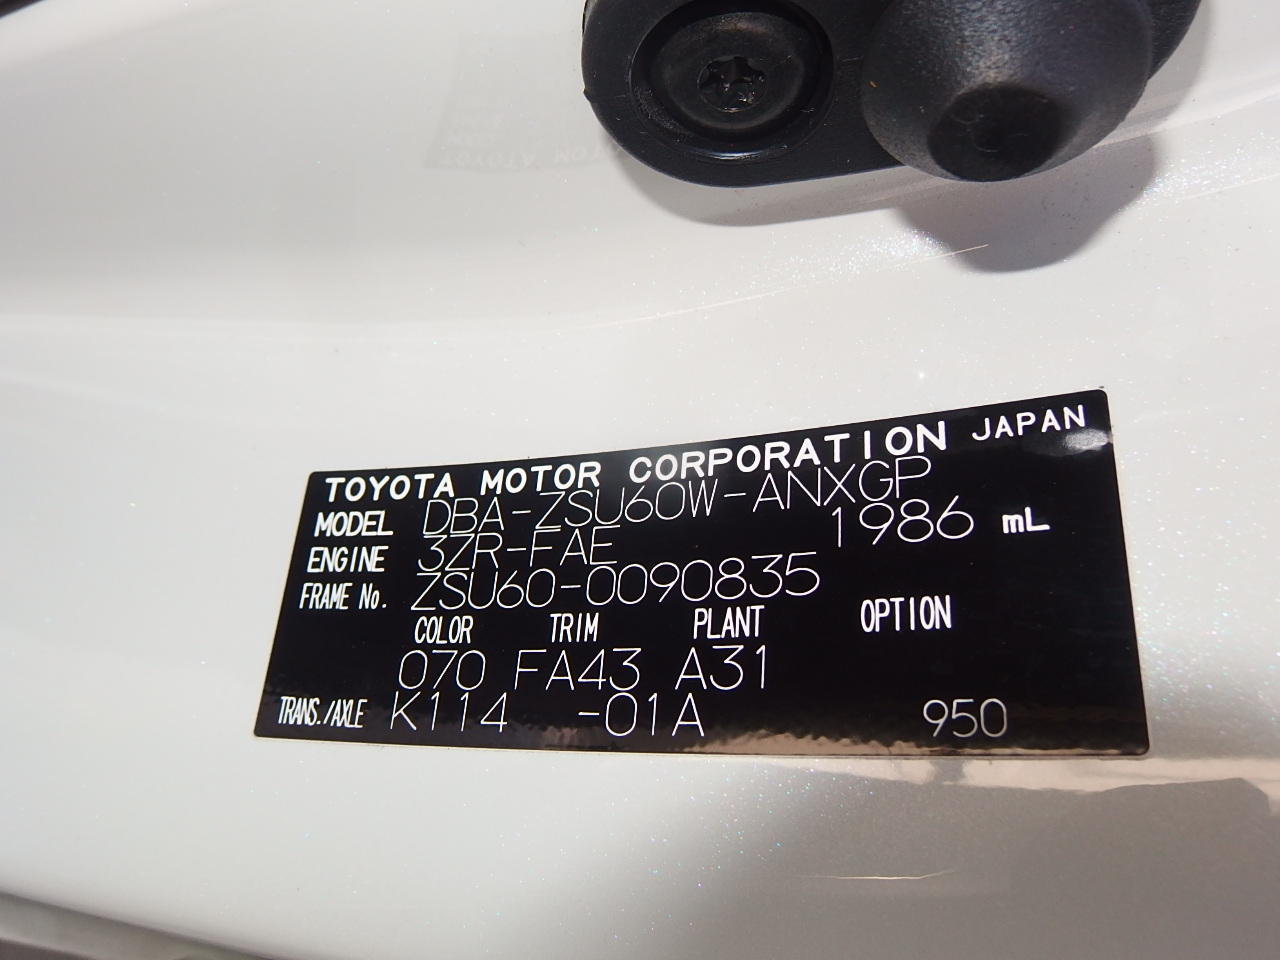 TOYOTA MOTOR CORPORATION JAPAN
MODEL DBA-ZSU60W-ANXGP
ENGINE 3ZR-FAE 1986 mL
FRAME No. ZSU60-0090835
COLOR TRIM PLANT OPTION
070 FA43 A31
TRANS./AXLE K114 -01A 950